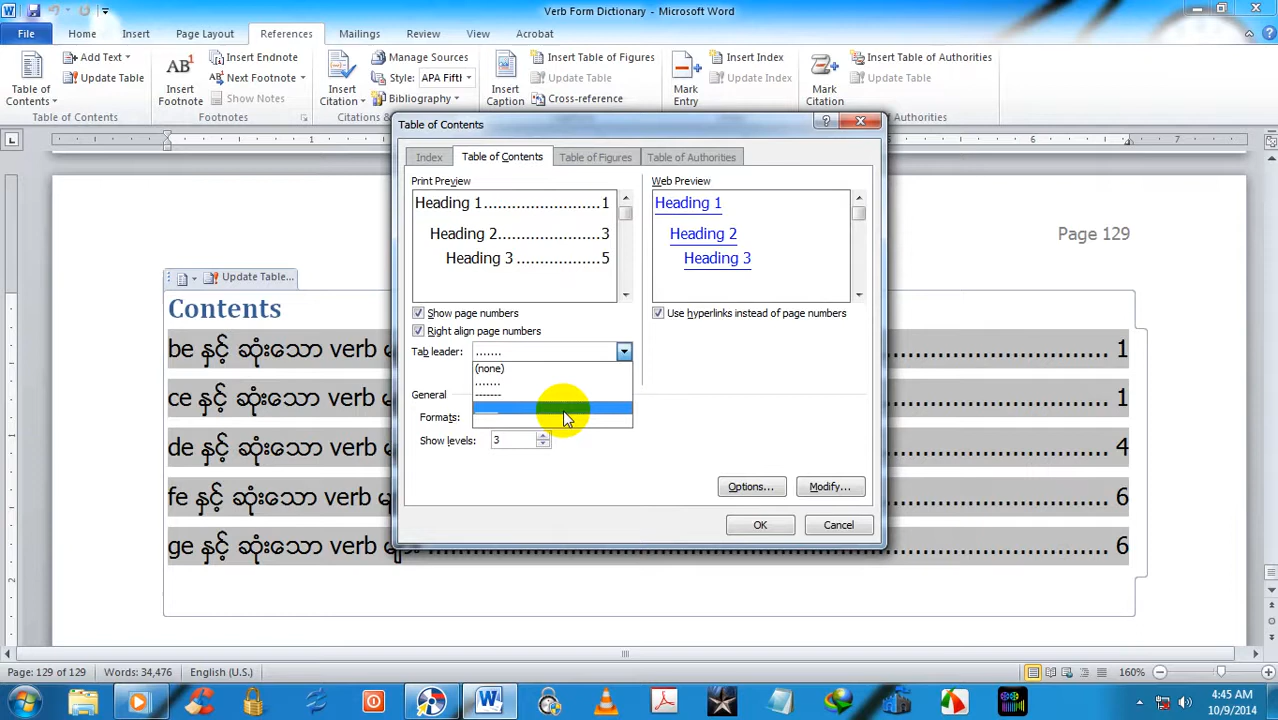 Verb Form Dictionary - Microsoft Word
File Home Insert Page Layout References Mailings Review View Acrobat
Table of Contents
Add Text
Update Table
AB1
Insert Footnote
Insert Endnote
Next Footnote
Show Notes
Insert Citation
Manage Sources
Style: APA Fifth
Bibliography
Insert Caption
Insert Table of Figures
Update Table
Cross-reference
Mark Entry
Insert Index
Update Index
Mark Citation
Insert Table of Authorities
Update Table
Table of Contents Footnotes Citations & Authorities
Table of Contents
Index Table of Contents Table of Figures Table of Authorities
Print Preview
Heading 1.......................1
Heading 2......................3
Heading 3 ..................5
Web Preview
Heading 1
Heading 2
Heading 3
Show page numbers
Use hyperlinks instead of page numbers
Right align page numbers
Tab leader: .......
(none)
.......
-------
______
General
Formats:
Show levels: 3
Options... Modify...
OK Cancel
Page 129
Update Table...
Contents
be နှင့် ဆုံးသော verb 1
ce နှင့် ဆုံးသော verb 1
de နှင့် ဆုံးသော verb 4
fe နှင့် ဆုံးသော verb 6
ge နှင့် ဆုံးသော verb 6
Page: 129 of 129 Words: 34,476 English (U.S.) 160%
4:45 AM
10/9/2014